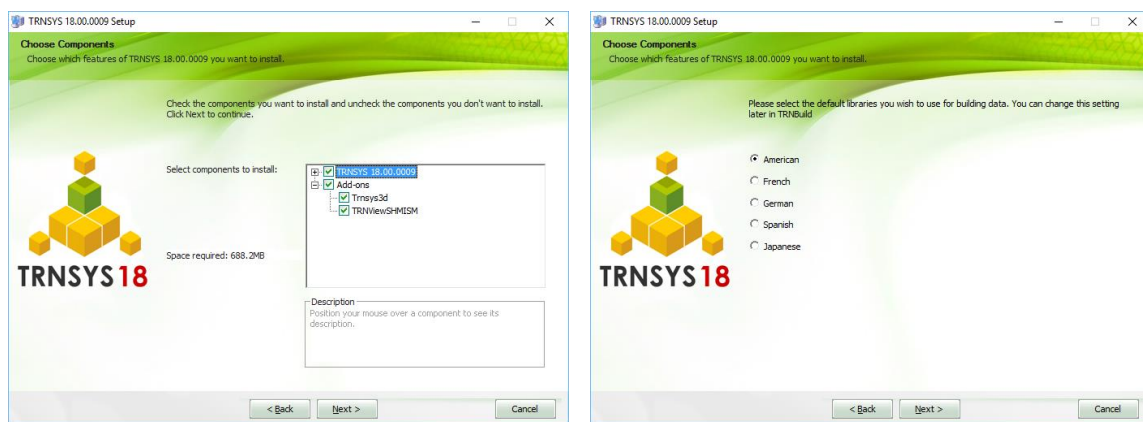 TRNSYS 18.00.0009 Setup
Choose Components
Choose which features of TRNSYS 18.00.0009 you want to install.
Check the components you want to install and uncheck the components you don't want to install.
Click Next to continue.
Select components to install:
TRNSYS 18.00.0009
Add-ons
Trnsys3d
TRNViewSHMISM
Space required: 688.2MB
TRNSYS18
Description
Position your mouse over a component to see its
description.
< Back
Next >
Cancel
TRNSYS 18.00.0009 Setup
Choose Components
Choose which features of TRNSYS 18.00.0009 you want to install.
Please select the default libraries you wish to use for building data. You can change this setting
later in TRNBuild
American
French
German
Spanish
Japanese
TRNSYS18
< Back
Next >
Cancel